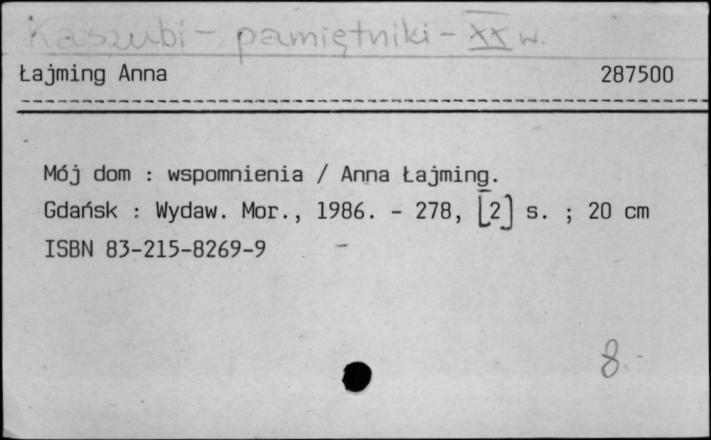 Kaszubi - pamiętniki - XX w.
Łajming Anna 287500
Mój dom : wspomnienia / Anna Łajming.
Gdańsk : Wydaw. Mor., 1986. - 278, [2] s. ; 20 cm
ISBN 83-215-8269-9
8.-